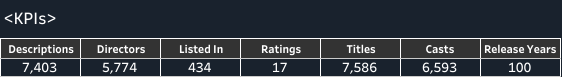 <KPIs>
Descriptions Directors Listed In Ratings Titles Casts Release Years
7,403 5,774 434 17 7,586 6,593 100